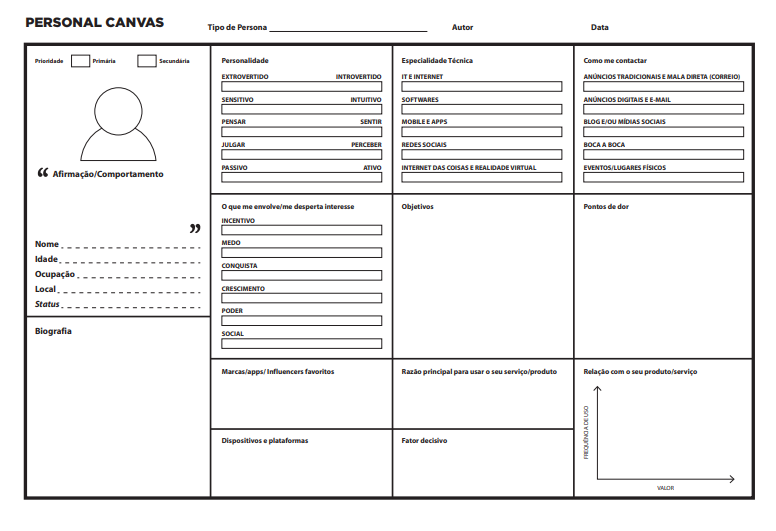 PERSONAL CANVAS
Tipo de Persona
Autor
Data
Prioridade Primária Secundária
“ Afirmação/Comportamento
”
Nome
Idade
Ocupação
Local
Status
Biografia
Personalidade
EXTROVERTIDO INTROVERTIDO
SENSITIVO INTUITIVO
PENSAR SENTIR
JULGAR PERCEBER
PASSIVO ATIVO
Especialidade Técnica
IT E INTERNET
SOFTWARES
MOBILE E APPS
REDES SOCIAIS
INTERNET DAS COISAS E REALIDADE VIRTUAL
Como me contactar
ANÚNCIOS TRADICIONAIS E MALA DIRETA (CORREIO)
ANÚNCIOS DIGITAIS E E-MAIL
BLOG E/OU MÍDIAS SOCIAIS
BOCA A BOCA
EVENTOS/LUGARES FÍSICOS
O que me envolve/me desperta interesse
INCENTIVO
MEDO
CONQUISTA
CRESCIMENTO
PODER
SOCIAL
Objetivos
Pontos de dor
Marcas/apps/ Influencers favoritos
Razão principal para usar o seu serviço/produto
Relação com o seu produto/serviço
FREQUÊNCIA DE USO
VALOR
Dispositivos e plataformas
Fator decisivo